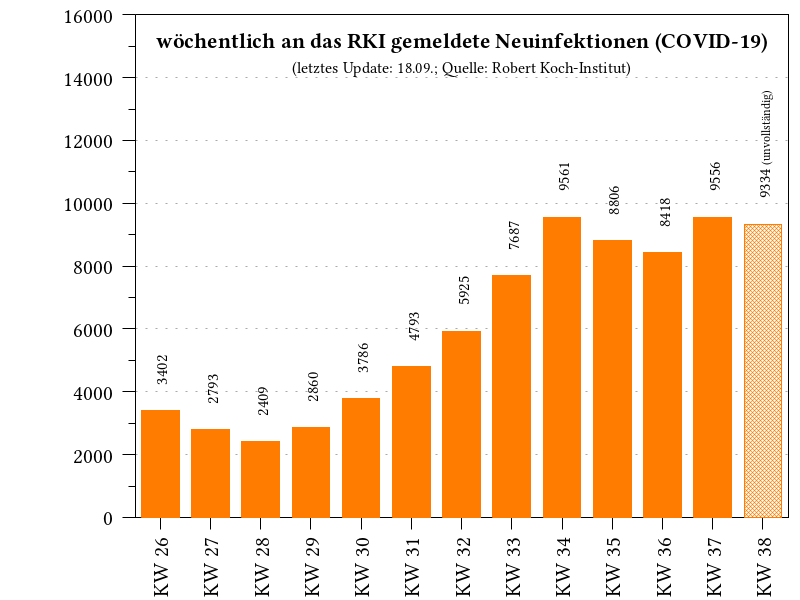 wöchentlich an das RKI gemeldete Neuinfektionen (COVID-19)
(letztes Update: 18.09.; Quelle: Robert Koch-Institut)
16000
14000
12000
10000
8000
6000
4000
2000
0
3402
2793
2409
2860
3786
4793
5925
7687
9561
8806
8418
9556
9334 (unvollständig)
KW 26
KW 27
KW 28
KW 29
KW 30
KW 31
KW 32
KW 33
KW 34
KW 35
KW 36
KW 37
KW 38